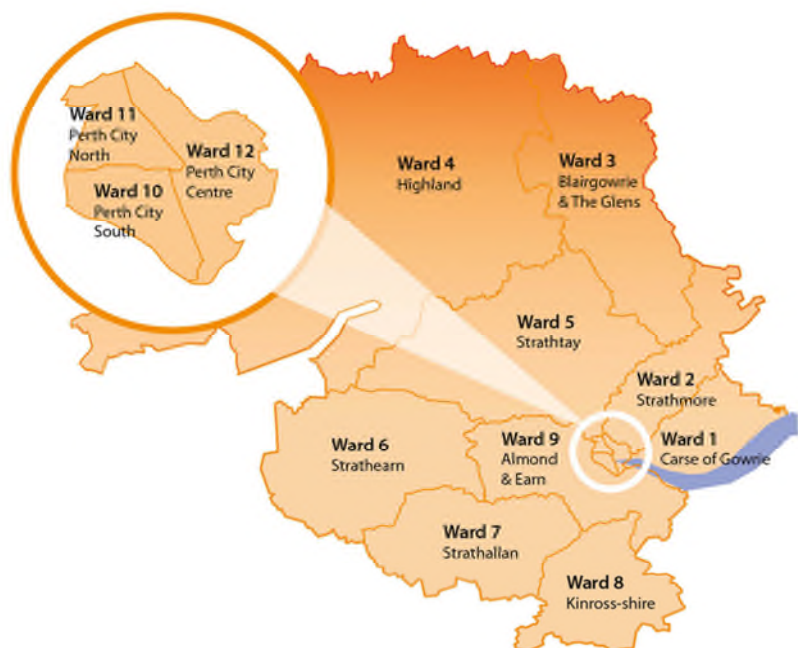 Ward 11
Perth City
North
Ward 12
Perth City
Centre
Ward 10
Perth City
South
Ward 4
Highland
Ward 3
Blairgowrie
& The Glens
Ward 5
Strathtay
Ward 2
Strathmore
Ward 1
Carse of Gowrie
Ward 6
Strathearn
Ward 9
Almond
& Earn
Ward 7
Strathallan
Ward 8
Kinross-shire